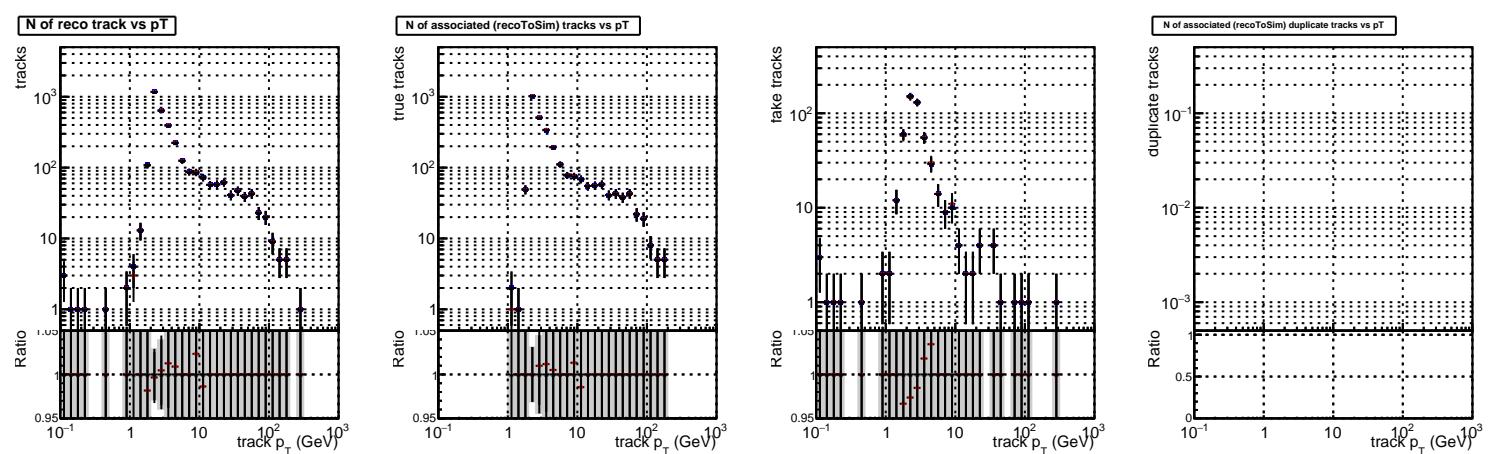 N of reco track vs pT
tracks
10³
10²
10
1
Ratio
1.05
1
0.95
10⁻¹ 1 10 10² 10³
track p_T (GeV)
N of associated (recoToSim) tracks vs pT
true tracks
10³
10²
10
1
Ratio
1.05
1
0.95
10⁻¹ 1 10 10² 10³
track p_T (GeV)
fake tracks
10²
10
1
Ratio
1.05
1
0.95
10⁻¹ 1 10 10² 10³
track p_T (GeV)
N of associated (recoToSim) duplicate tracks vs pT
duplicate tracks
10⁻¹
10⁻²
10⁻³
Ratio
1
0.5
0
10⁻¹ 1 10 10² 10³
track p_T (GeV)